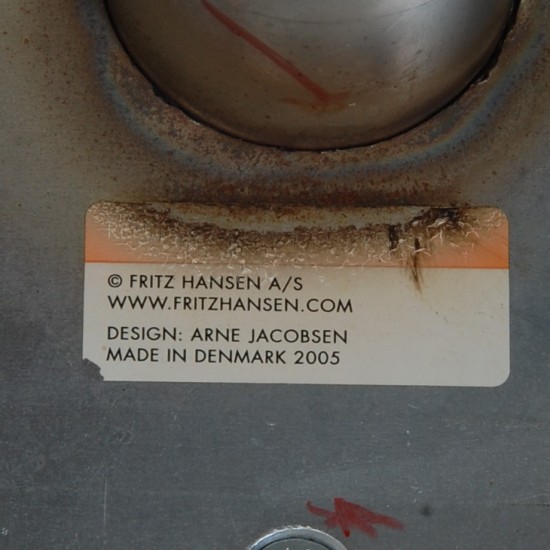 © FRITZ HANSEN A/S
WWW.FRITZHANSEN.COM
DESIGN: ARNE JACOBSEN
MADE IN DENMARK 2005